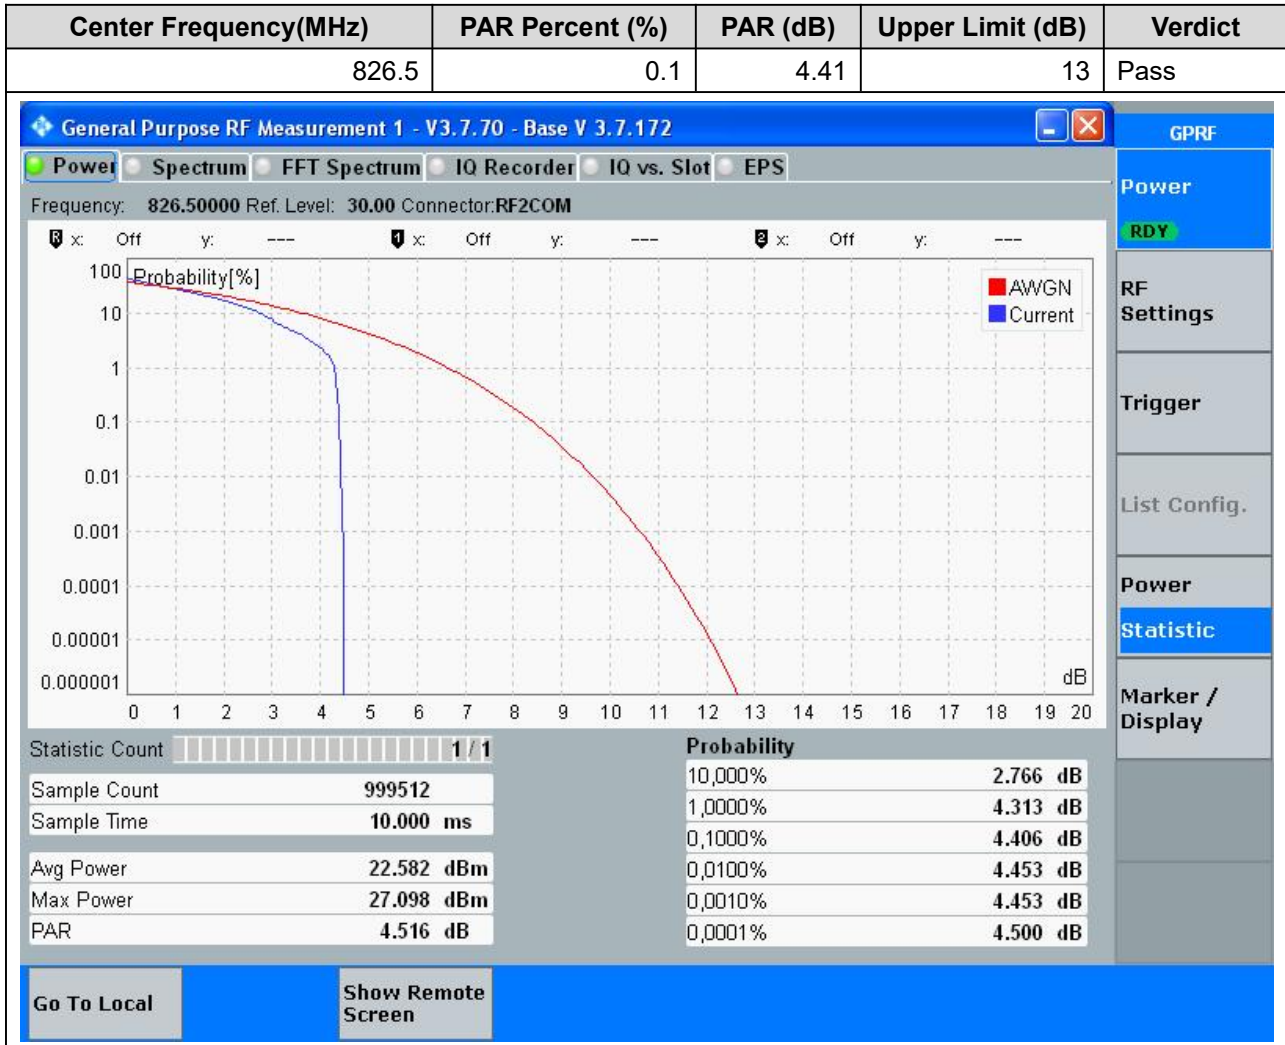 Center Frequency(MHz) PAR Percent (%) PAR (dB) Upper Limit (dB) Verdict
826.5 0.1 4.41 13 Pass
General Purpose RF Measurement 1 - V3.7.70 - Base V 3.7.172
GPRF
Power Spectrum FFT Spectrum IQ Recorder IQ vs. Slot EPS
Power
RDY
Frequency: 826.50000 Ref. Level: 30.00 Connector:RF2COM
R x: Off y: --- 1 x: Off y: --- 2 x: Off y: ---
Probability[%]
AWGN
Current
100
10
1
0.1
0.01
0.001
0.0001
0.00001
0.000001
dB
0 1 2 3 4 5 6 7 8 9 10 11 12 13 14 15 16 17 18 19 20
RF
Settings
Trigger
List Config.
Power
Statistic
Marker /
Display
Statistic Count 1 / 1
Sample Count 999512
Sample Time 10.000 ms
Avg Power 22.582 dBm
Max Power 27.098 dBm
PAR 4.516 dB
Probability
10,000% 2.766 dB
1,0000% 4.313 dB
0,1000% 4.406 dB
0,0100% 4.453 dB
0,0010% 4.453 dB
0,0001% 4.500 dB
Go To Local
Show Remote
Screen